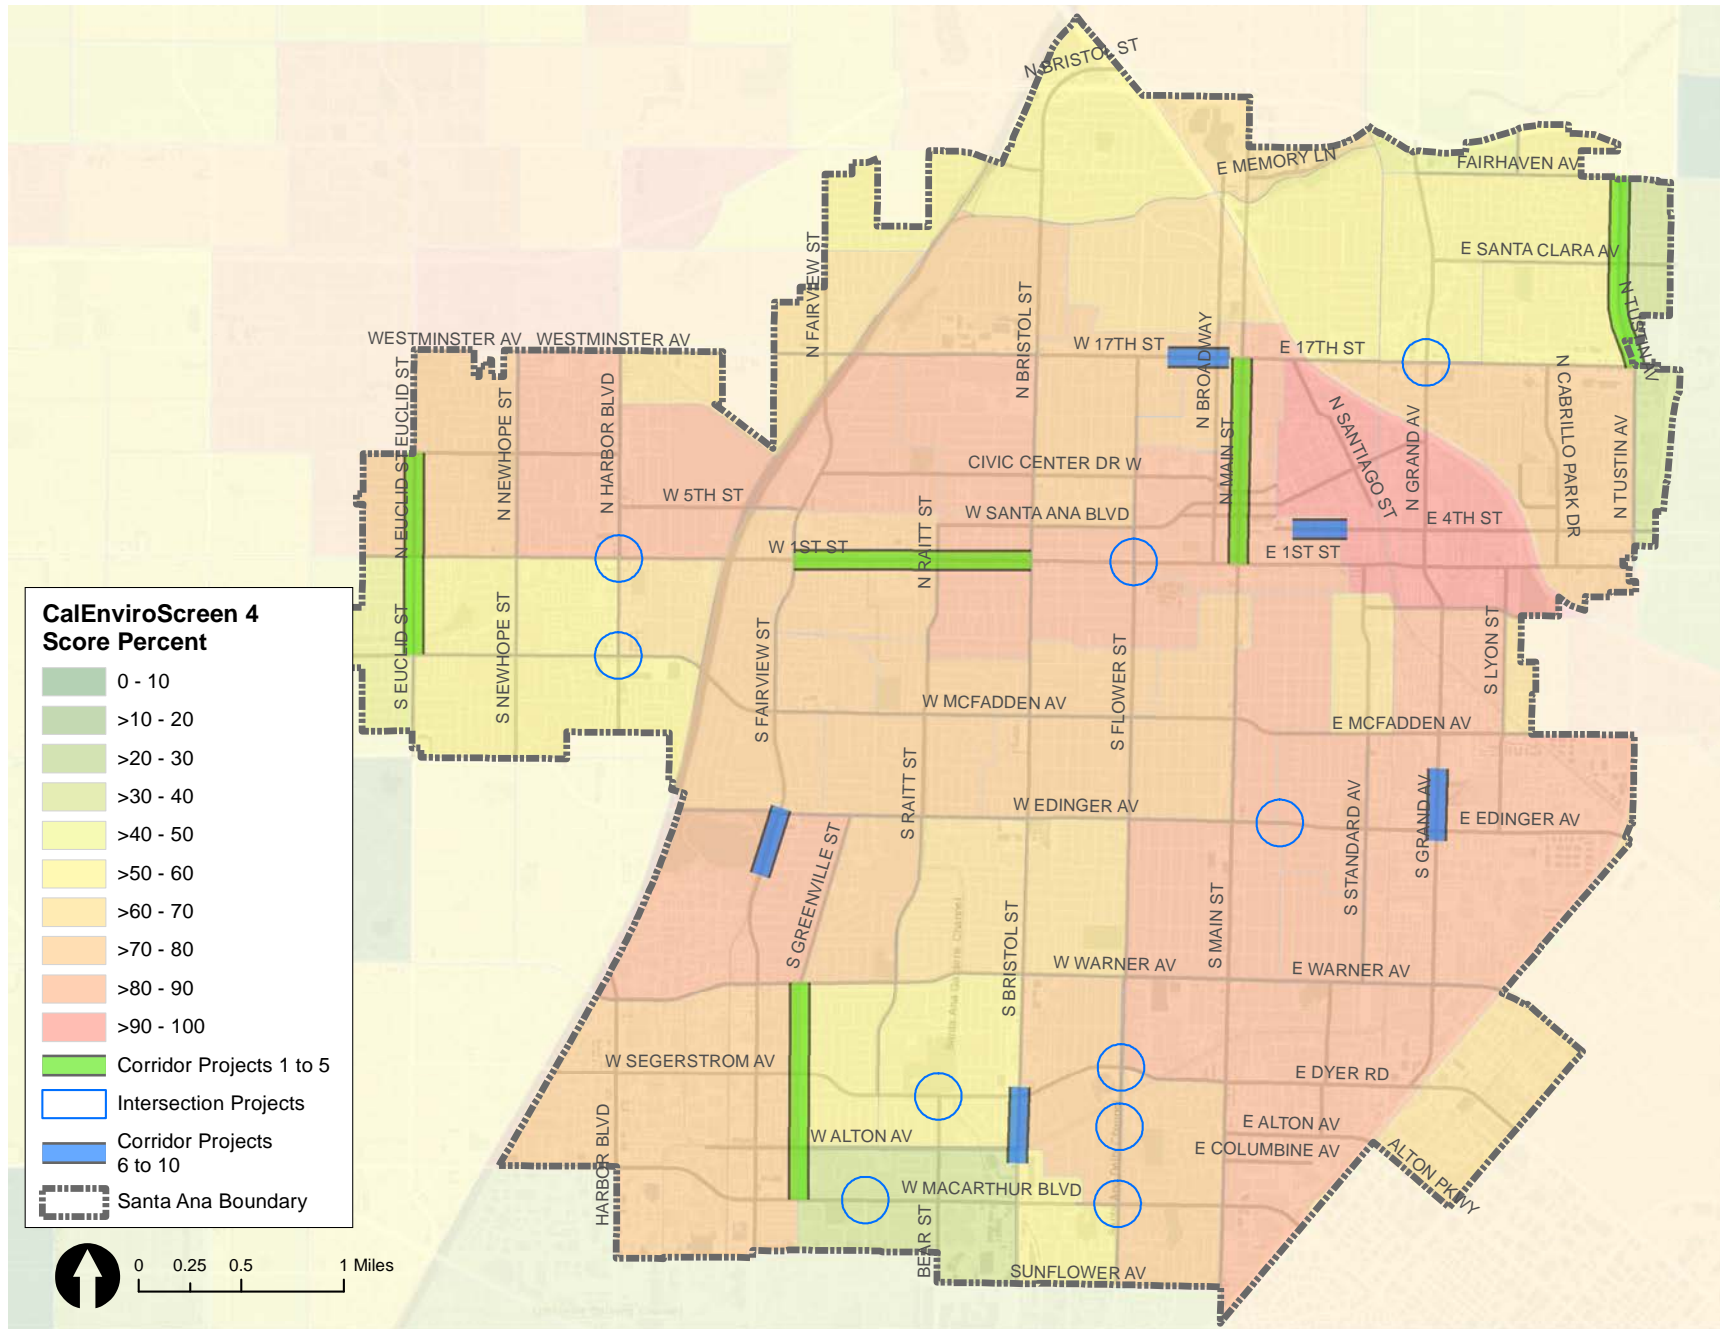 N BRISTOL ST
E MEMORY LN
FAIRHAVEN AV
E SANTA CLARA AV
N TUSTIN AV
N FAIRVIEW ST
N BRISTOL ST
N BROADWAY
WESTMINSTER AV
WESTMINSTER AV
W 17TH ST
E 17TH ST
N EUCLID ST
EUCLID ST
N NEWHOPE ST
N HARBOR BLVD
N MAIN ST
N SANTIAGO ST
N GRAND AV
N CABRILLO PARK DR
N TUSTIN AV
CIVIC CENTER DR W
W 5TH ST
N RAITT ST
W SANTA ANA BLVD
E 4TH ST
W 1ST ST
E 1ST ST
S EUCLID ST
S NEWHOPE ST
S FAIRVIEW ST
S FLOWER ST
S LYON ST
W MCFADDEN AV
E MCFADDEN AV
S RAITT ST
W EDINGER AV
S STANDARD AV
S GRAND AV
E EDINGER AV
S GREENVILLE ST
S BRISTOL ST
S MAIN ST
W WARNER AV
E WARNER AV
W SEGERSTROM AV
E DYER RD
HARBOR BLVD
W ALTON AV
E ALTON AV
E COLUMBINE AV
ALTON PKWY
W MACARTHUR BLVD
BEAR ST
SUNFLOWER AV
CalEnviroScreen 4
Score Percent
0 - 10
>10 - 20
>20 - 30
>30 - 40
>40 - 50
>50 - 60
>60 - 70
>70 - 80
>80 - 90
>90 - 100
Corridor Projects 1 to 5
Intersection Projects
Corridor Projects
6 to 10
Santa Ana Boundary
0 0.25 0.5 1 Miles